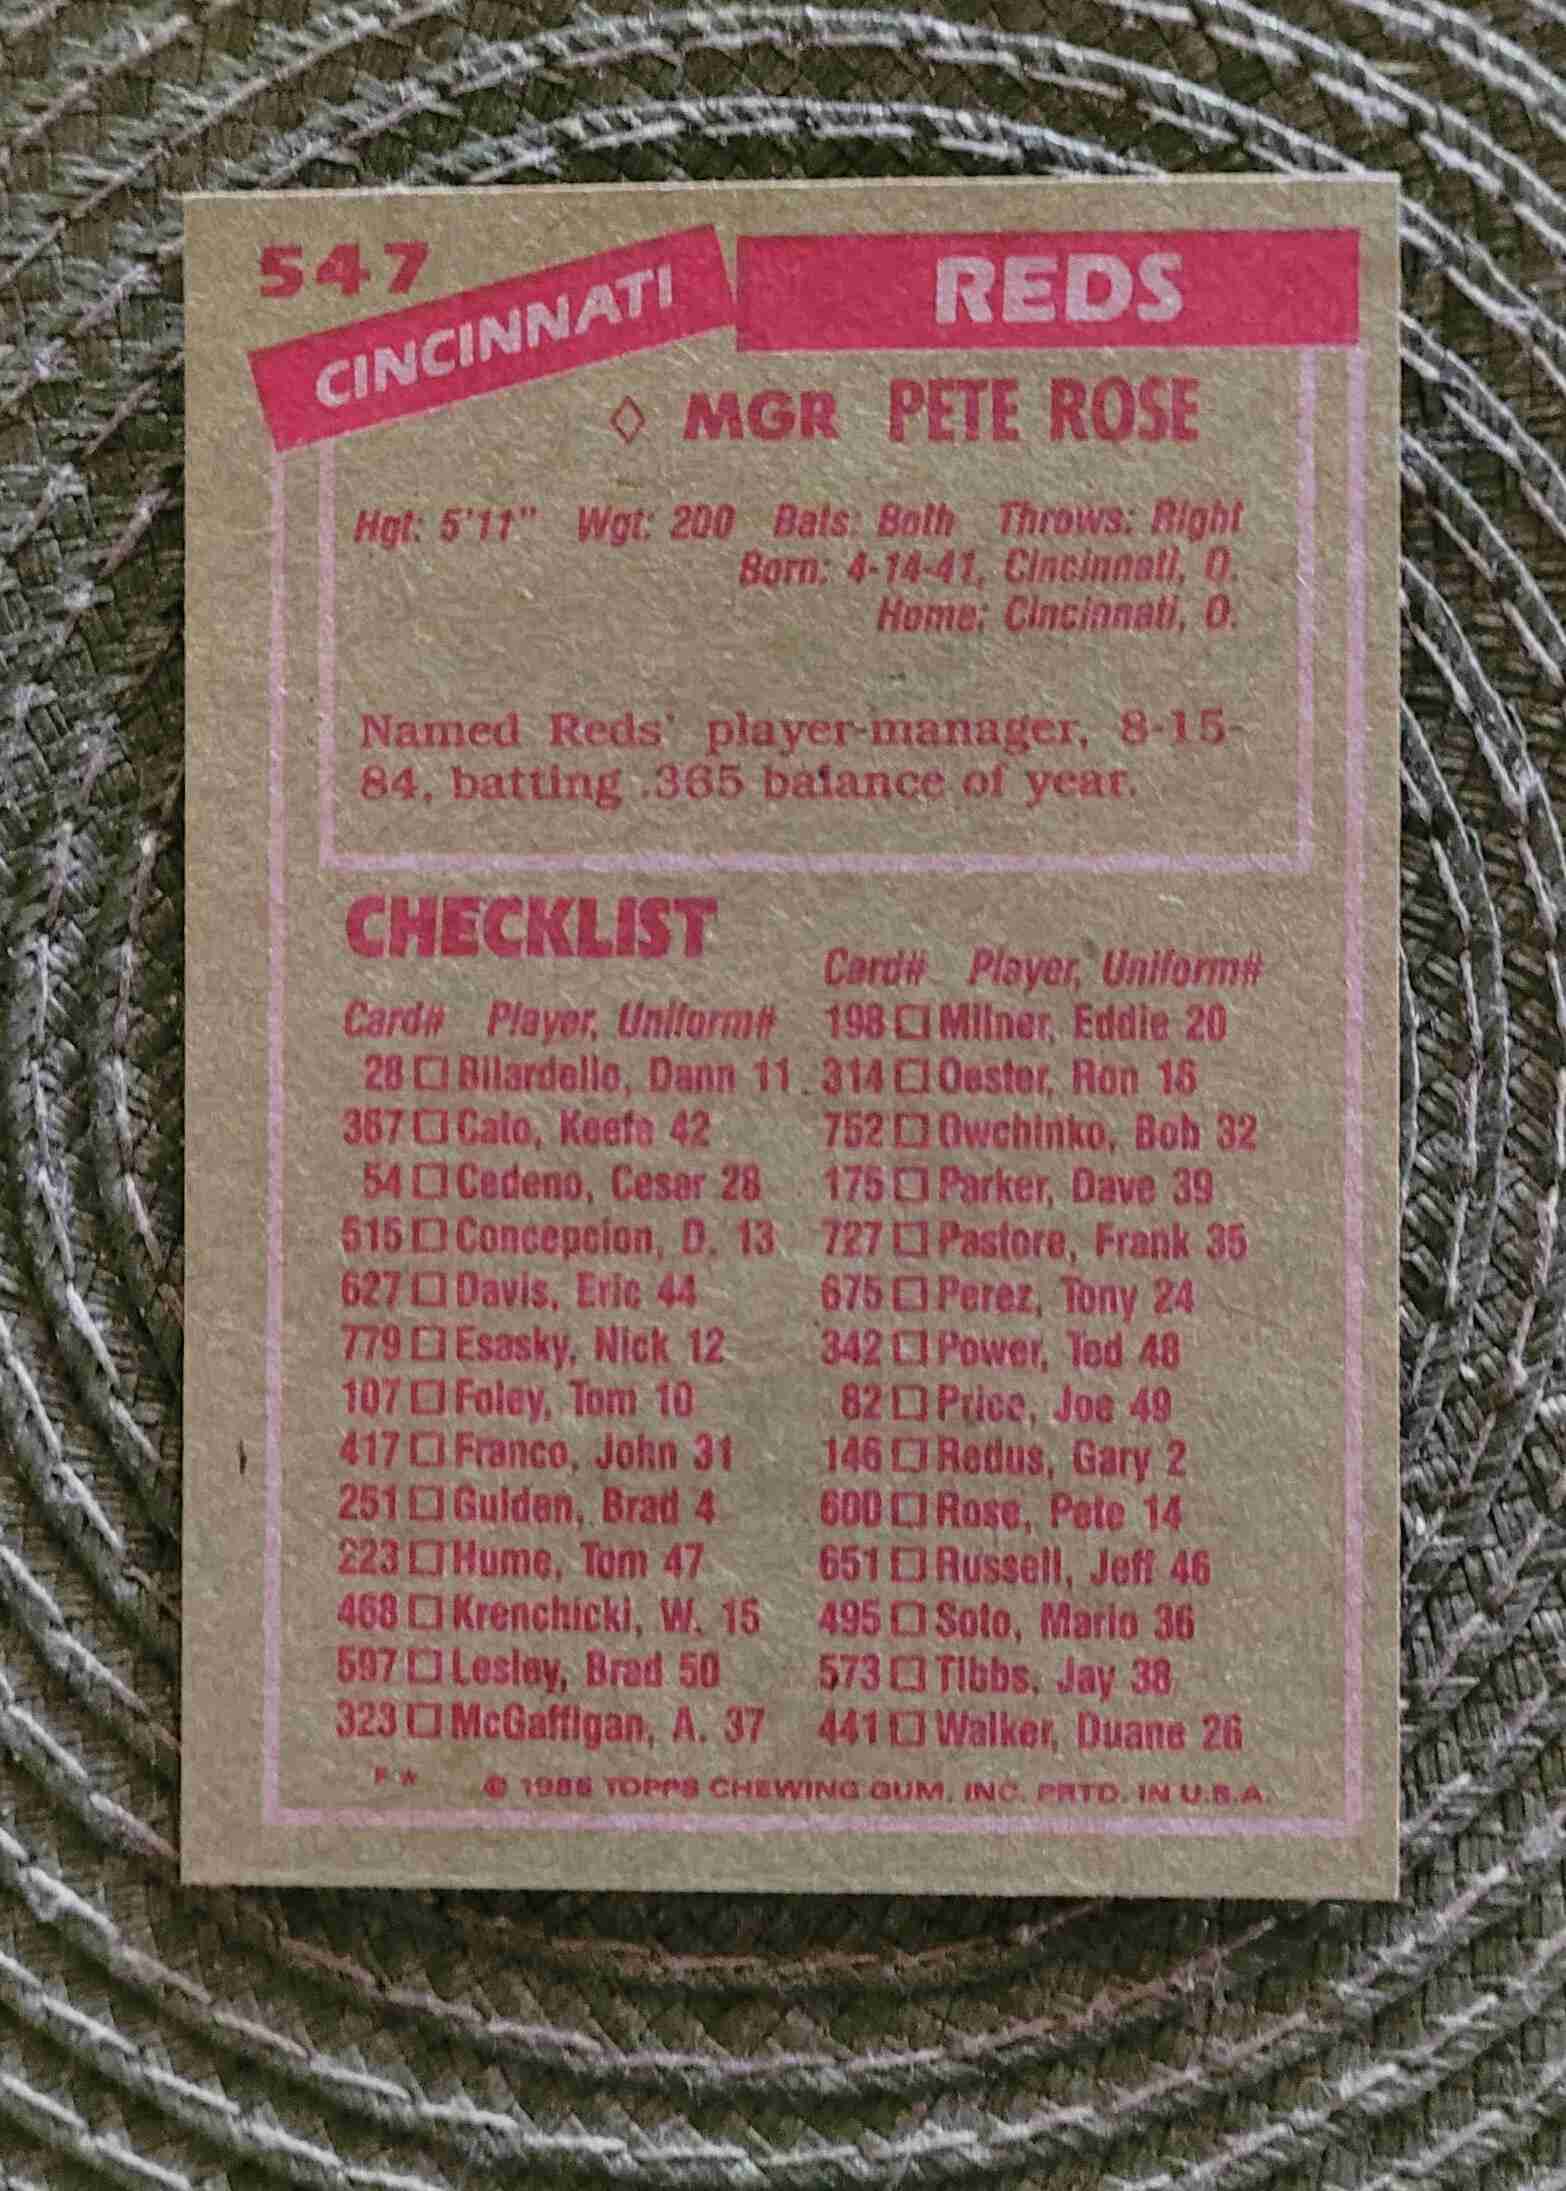 547
CINCINNATI REDS
◇ MGR PETE ROSE
Hgt: 5'11" Wgt: 200 Bats: Both Throws: Right
Born: 4-14-41, Cincinnati, O.
Home: Cincinnati, O.
Named Reds' player-manager, 8-15-
84, batting .365 balance of year.
CHECKLIST
Card# Player, Uniform#
28 □ Bilardello, Dann 11
367 □ Cato, Keefe 42
54 □ Cedeno, Cesar 28
515 □ Concepcion, D. 13
627 □ Davis, Eric 44
779 □ Esasky, Nick 12
107 □ Foley, Tom 10
417 □ Franco, John 31
251 □ Gulden, Brad 4
223 □ Hume, Tom 47
468 □ Krenchicki, W. 15
597 □ Lesley, Brad 50
323 □ McGaffigan, A. 37
Card# Player, Uniform#
198 □ Milner, Eddie 20
314 □ Oester, Ron 16
752 □ Owchinko, Bob 32
175 □ Parker, Dave 39
727 □ Pastore, Frank 35
675 □ Perez, Tony 24
342 □ Power, Ted 48
82 □ Price, Joe 49
146 □ Redus, Gary 2
600 □ Rose, Pete 14
651 □ Russell, Jeff 46
495 □ Soto, Mario 36
573 □ Tibbs, Jay 38
441 □ Walker, Duane 26
F★ © 1985 TOPPS CHEWING GUM, INC. PRTD. IN U.S.A.